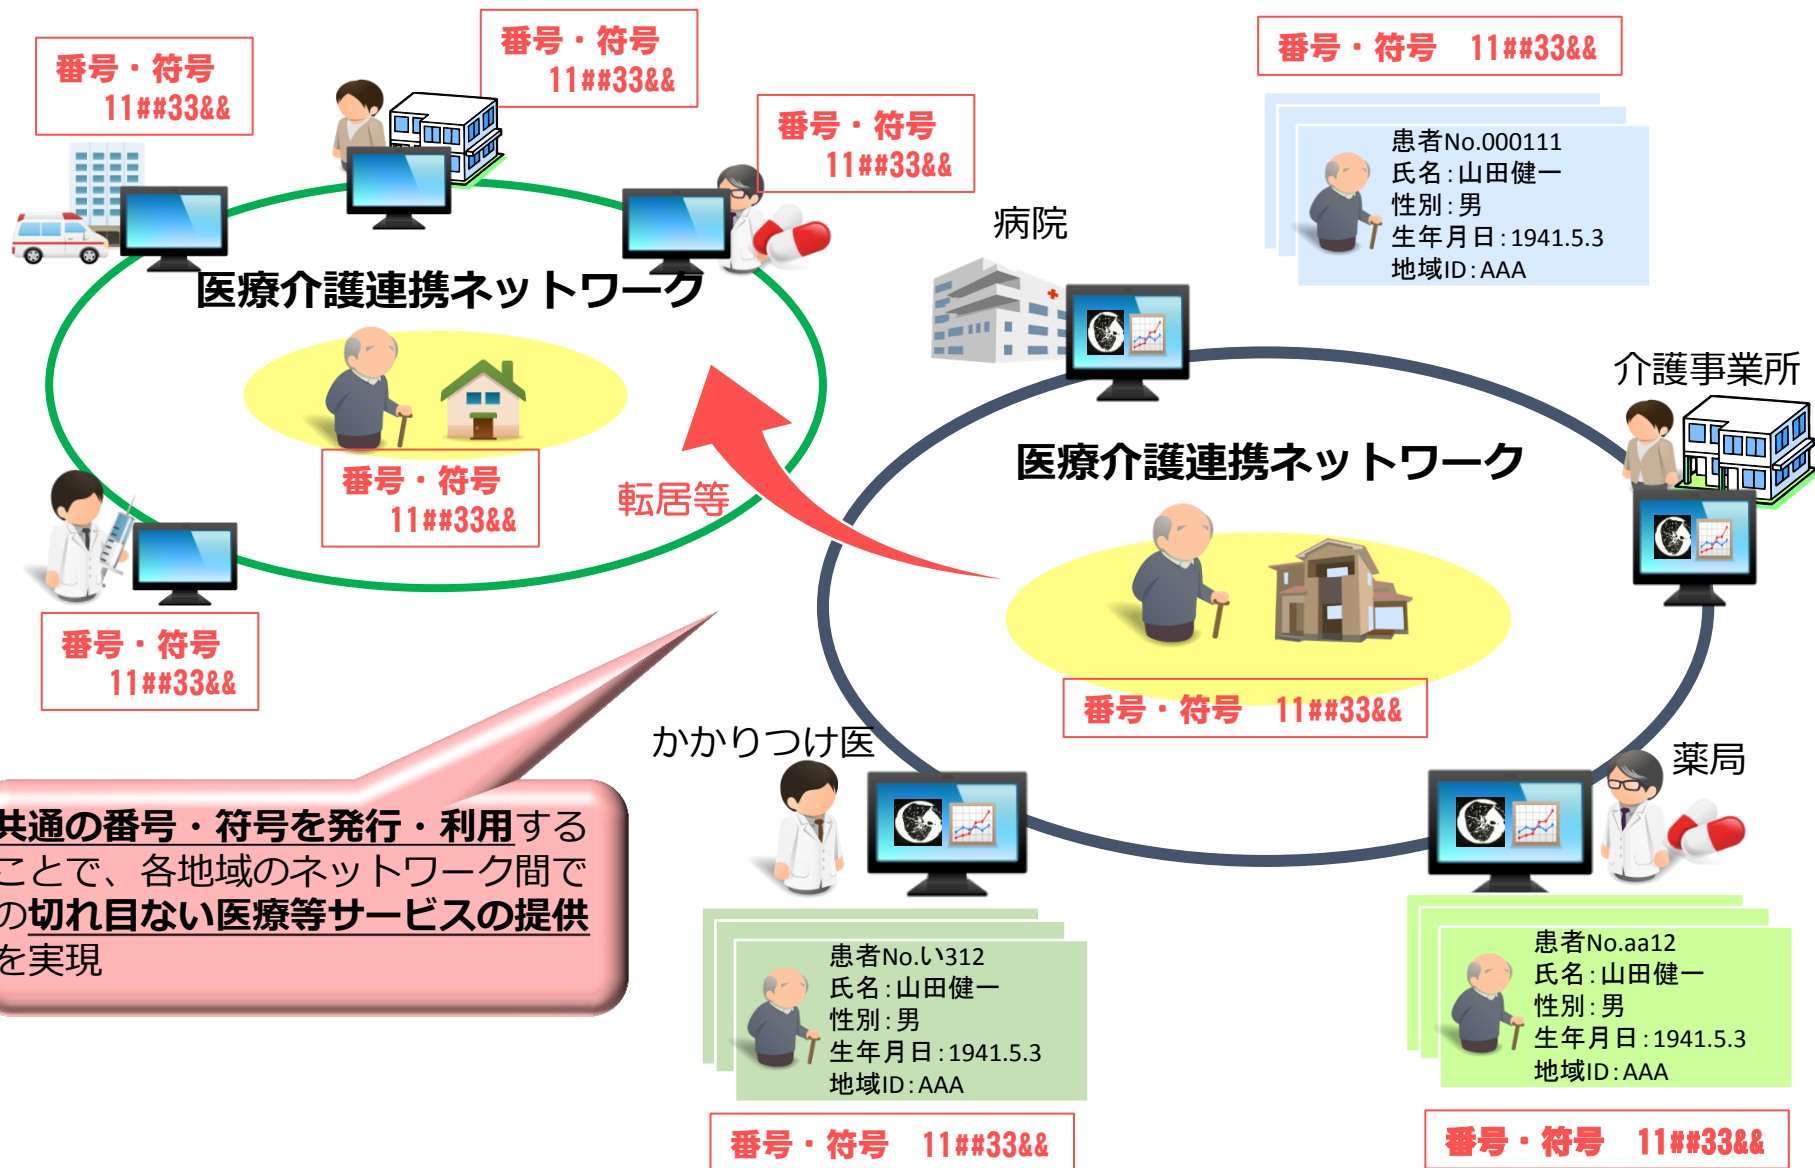 番号・符号
11##33&&
番号・符号
11##33&&
番号・符号
11##33&&
医療介護連携ネットワーク
番号・符号
11##33&&
番号・符号
11##33&&
転居等
番号・符号　11##33&&
患者No.000111
氏名：山田健一
性別：男
生年月日：1941.5.3
地域ID：AAA
病院
介護事業所
医療介護連携ネットワーク
番号・符号　11##33&&
かかりつけ医
薬局
共通の番号・符号を発行・利用する
ことで、各地域のネットワーク間で
の切れ目ない医療等サービスの提供
を実現
患者No.い312
氏名：山田健一
性別：男
生年月日：1941.5.3
地域ID：AAA
番号・符号　11##33&&
患者No.aa12
氏名：山田健一
性別：男
生年月日：1941.5.3
地域ID：AAA
番号・符号　11##33&&